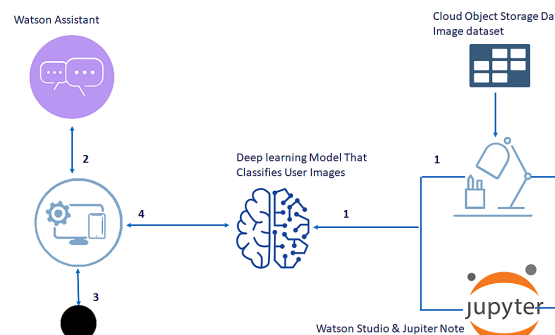 Watson Assistant
Cloud Object Storage Da
Image dataset
2
Deep learning Model That
Classifies User Images
1
4
1
3
jupyter
Watson Studio & Jupiter Note